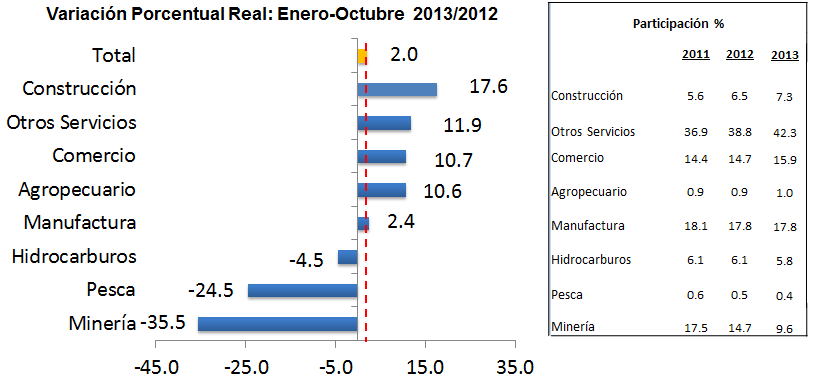 Variación Porcentual Real: Enero-Octubre 2013/2012
Total 2.0
Construcción 17.6
Otros Servicios 11.9
Comercio 10.7
Agropecuario 10.6
Manufactura 2.4
Hidrocarburos -4.5
Pesca -24.5
Minería -35.5
-45.0 -25.0 -5.0 15.0 35.0
Participación %
2011 2012 2013
Construcción 5.6 6.5 7.3
Otros Servicios 36.9 38.8 42.3
Comercio 14.4 14.7 15.9
Agropecuario 0.9 0.9 1.0
Manufactura 18.1 17.8 17.8
Hidrocarburos 6.1 6.1 5.8
Pesca 0.6 0.5 0.4
Minería 17.5 14.7 9.6